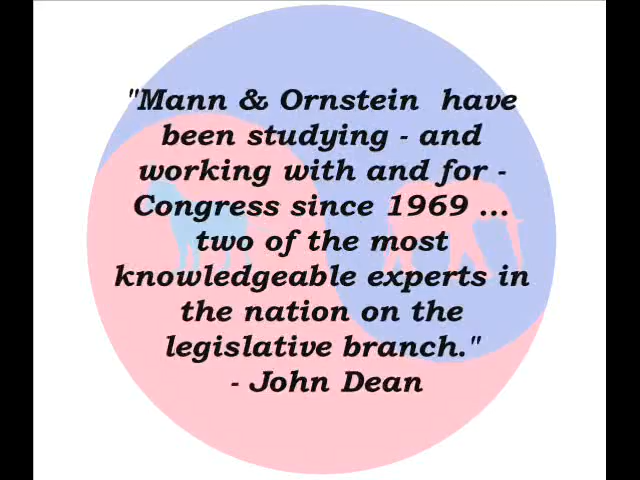 "Mann & Ornstein have
been studying - and
working with and for -
Congress since 1969 ...
two of the most
knowledgeable experts in
the nation on the
legislative branch."
- John Dean